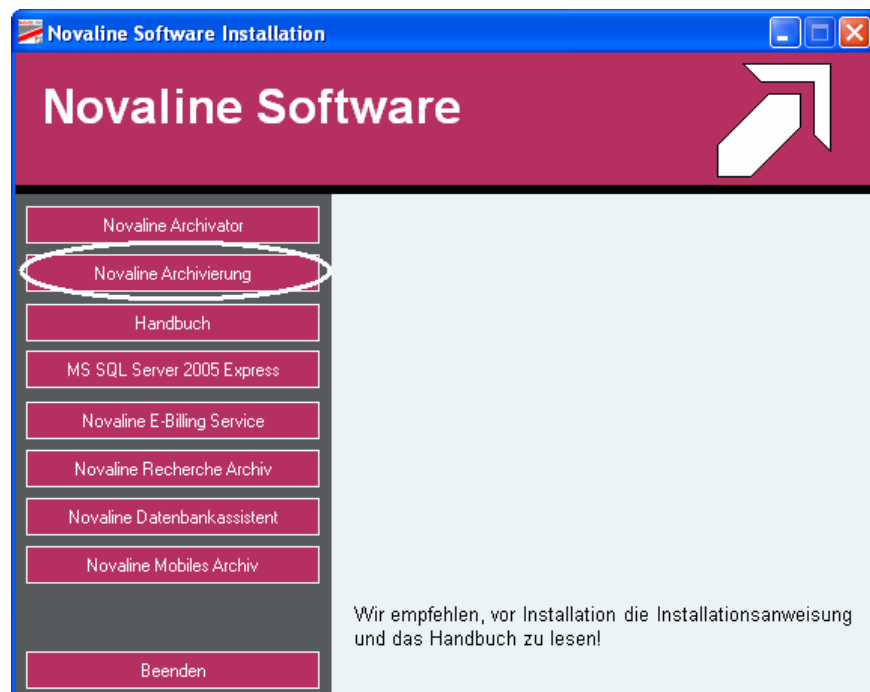 Novaline Software Installation
Novaline Software
Novaline Archivator
Novaline Archivierung
Handbuch
MS SQL Server 2005 Express
Novaline E-Billing Service
Novaline Recherche Archiv
Novaline Datenbankassistent
Novaline Mobiles Archiv
Wir empfehlen, vor Installation die Installationsanweisung
und das Handbuch zu lesen!
Beenden